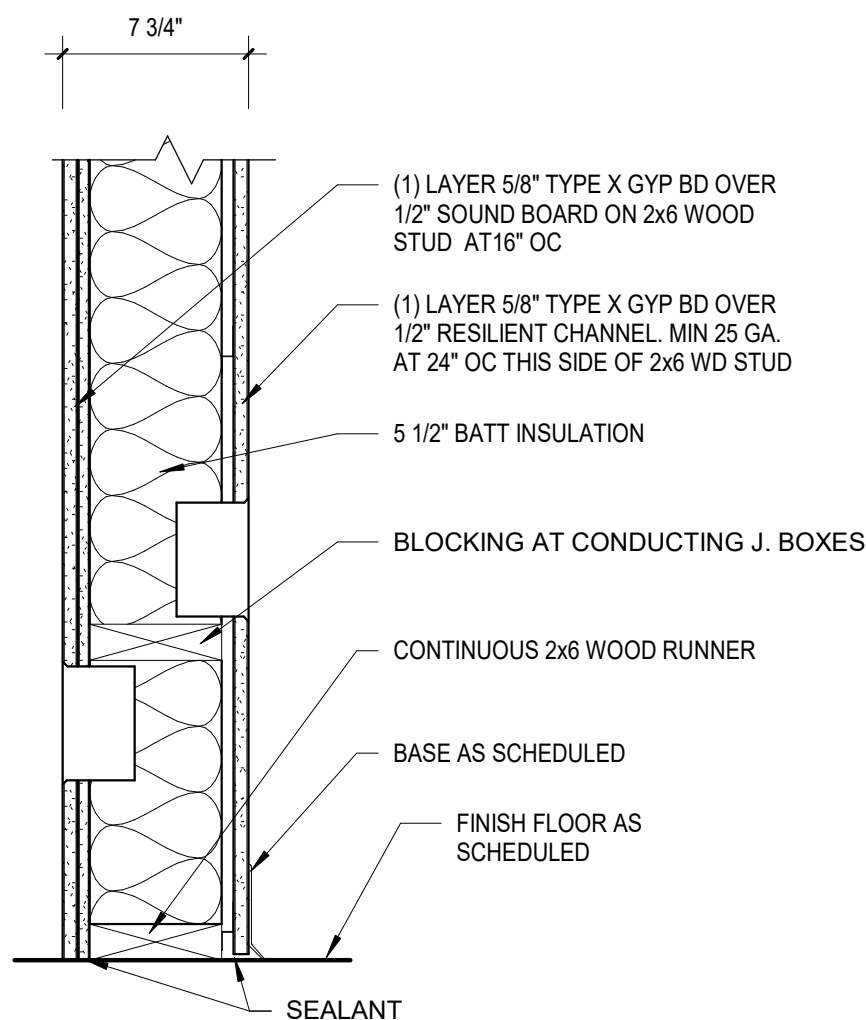 7 3/4"
(1) LAYER 5/8" TYPE X GYP BD OVER
1/2" SOUND BOARD ON 2x6 WOOD
STUD AT16" OC
(1) LAYER 5/8" TYPE X GYP BD OVER
1/2" RESILIENT CHANNEL. MIN 25 GA.
AT 24" OC THIS SIDE OF 2x6 WD STUD
5 1/2" BATT INSULATION
BLOCKING AT CONDUCTING J. BOXES
CONTINUOUS 2x6 WOOD RUNNER
BASE AS SCHEDULED
FINISH FLOOR AS
SCHEDULED
SEALANT